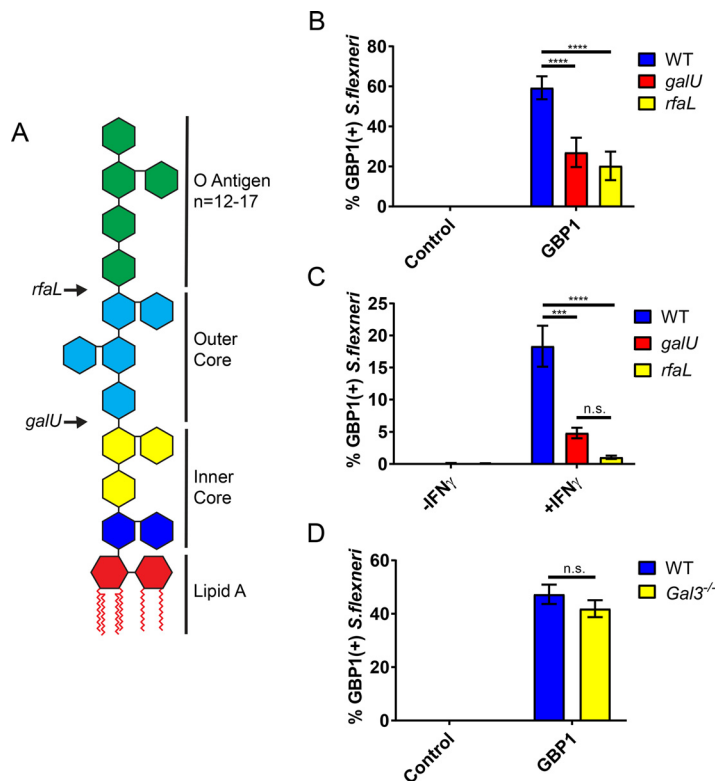 A
O Antigen
n=12-17
rfaL
Outer
Core
galU
Inner
Core
Lipid A
B
% GBP1(+) S.flexneri
80
60
40
20
0
****
****
Control
GBP1
WT
galU
rfaL
C
% GBP1(+) S.flexneri
25
20
15
10
5
0
****
***
n.s.
-IFNγ
+IFNγ
WT
galU
rfaL
D
% GBP1(+) S.flexneri
60
40
20
0
n.s.
Control
GBP1
WT
Gal3-/-